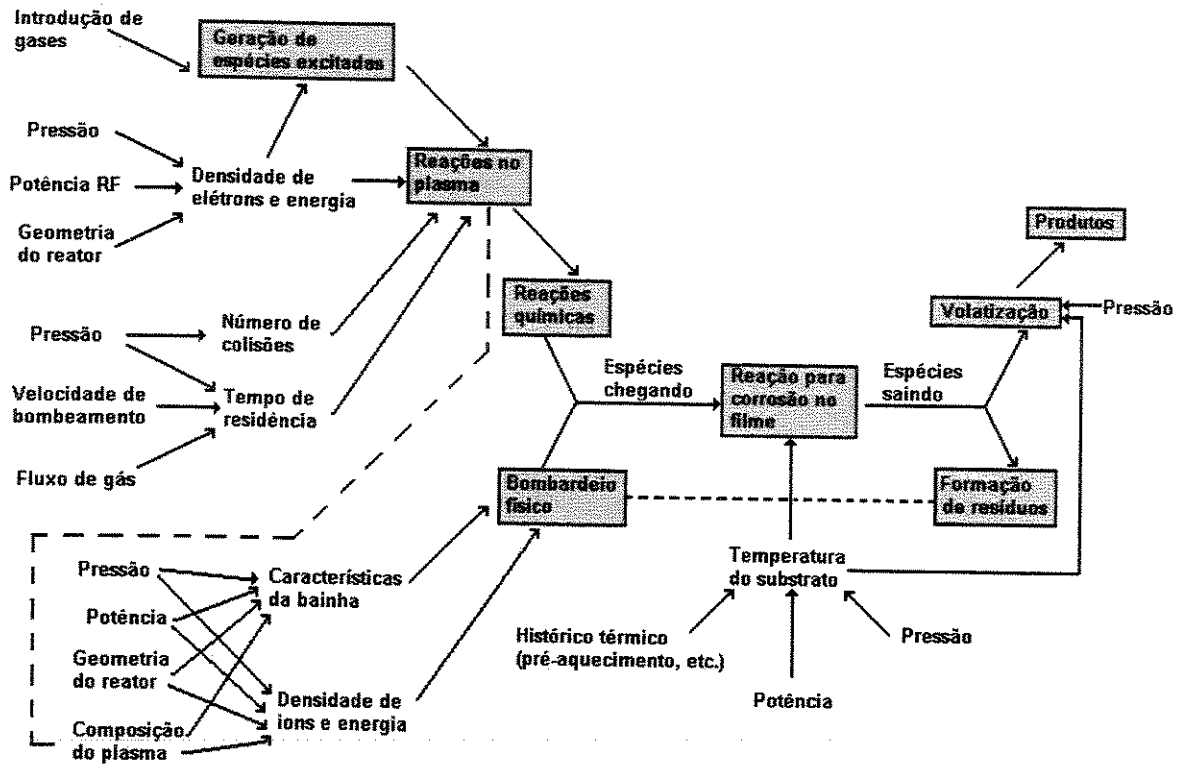 Introdução de
gases
Geração de
espécies excitadas
Pressão
Potência RF
Geometria
do reator
Densidade de
elétrons e energia
Reações no
plasma
Pressão
Velocidade de
bombeamento
Fluxo de gás
Número de
colisões
Tempo de
residência
Reações
químicas
Espécies
chegando
Reação para
corrosão no
filme
Espécies
saindo
Produtos
Volatização
Pressão
Bombardeio
físico
Formação
de resíduos
Pressão
Potência
Geometria
do reator
Composição
do plasma
Características
da bainha
Densidade de
ions e energia
Temperatura
do substrato
Histórico térmico
(pré-aquecimento, etc.)
Potência
Pressão